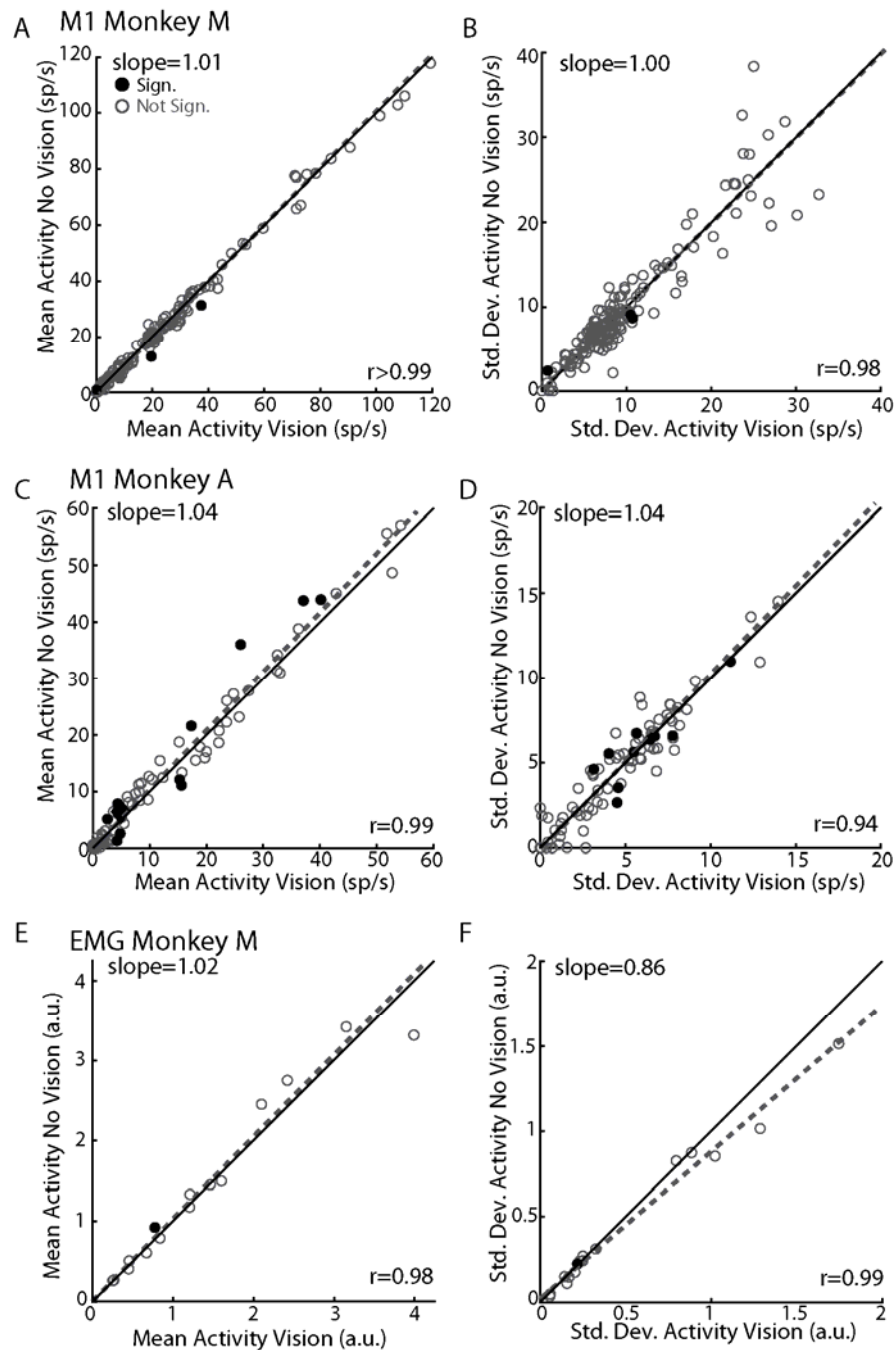 M1 Monkey M
A
slope=1.01
Sign.
Not Sign.
120
100
80
60
40
20
0
Mean Activity No Vision (sp/s)
r>0.99
0 20 40 60 80 100 120
Mean Activity Vision (sp/s)
B
slope=1.00
40
30
20
10
0
Std. Dev. Activity No Vision (sp/s)
r=0.98
0 10 20 30 40
Std. Dev. Activity Vision (sp/s)
M1 Monkey A
C
slope=1.04
60
50
40
30
20
10
0
Mean Activity No Vision (sp/s)
r=0.99
0 10 20 30 40 50 60
Mean Activity Vision (sp/s)
D
slope=1.04
20
15
10
5
0
Std. Dev. Activity No Vision (sp/s)
r=0.94
0 5 10 15 20
Std. Dev. Activity Vision (sp/s)
E
EMG Monkey M
slope=1.02
4
3
2
1
0
Mean Activity No Vision (a.u.)
r=0.98
0 1 2 3 4
Mean Activity Vision (a.u.)
F
slope=0.86
2
1.5
1
0.5
0
Std. Dev. Activity No Vision (a.u.)
r=0.99
0 0.5 1 1.5 2
Std. Dev. Activity Vision (a.u.)